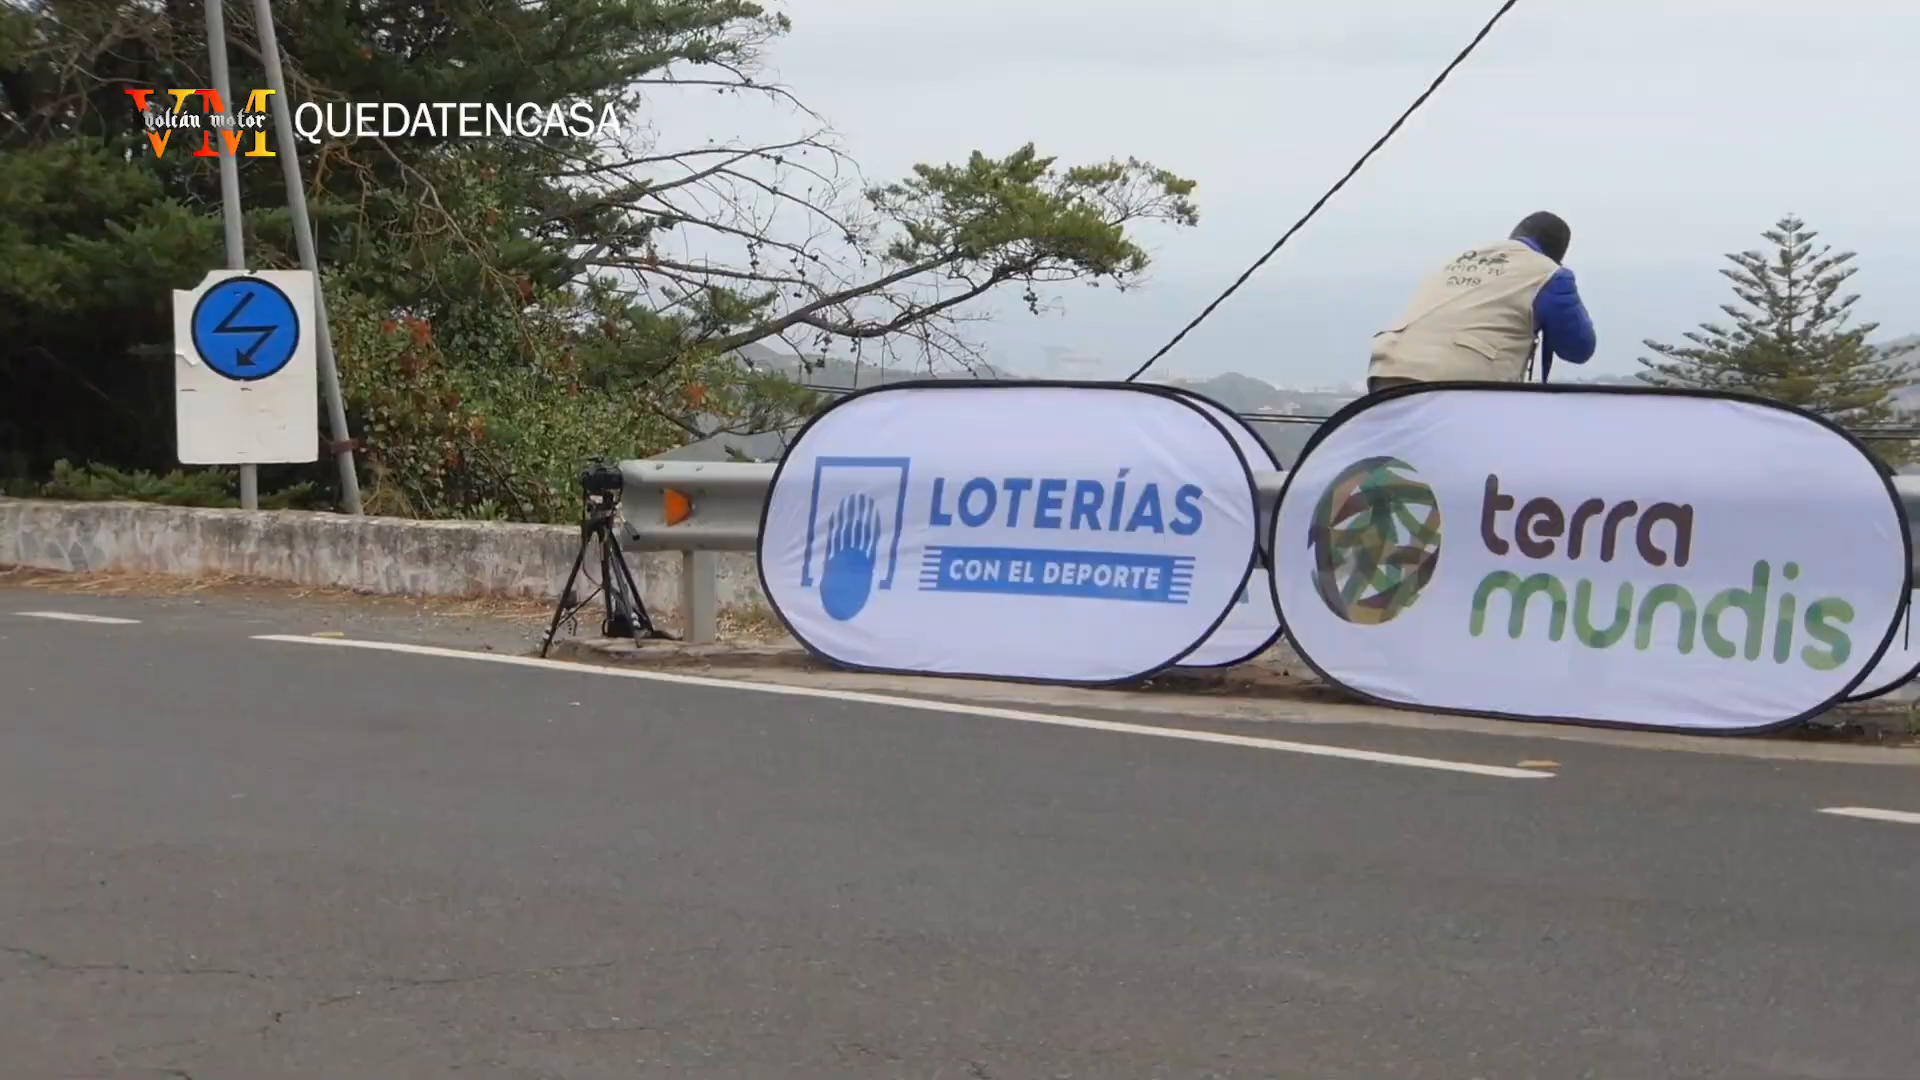 VM
volcán motor
QUEDATENCASA
LOTERÍAS
CON EL DEPORTE
terra
mundis